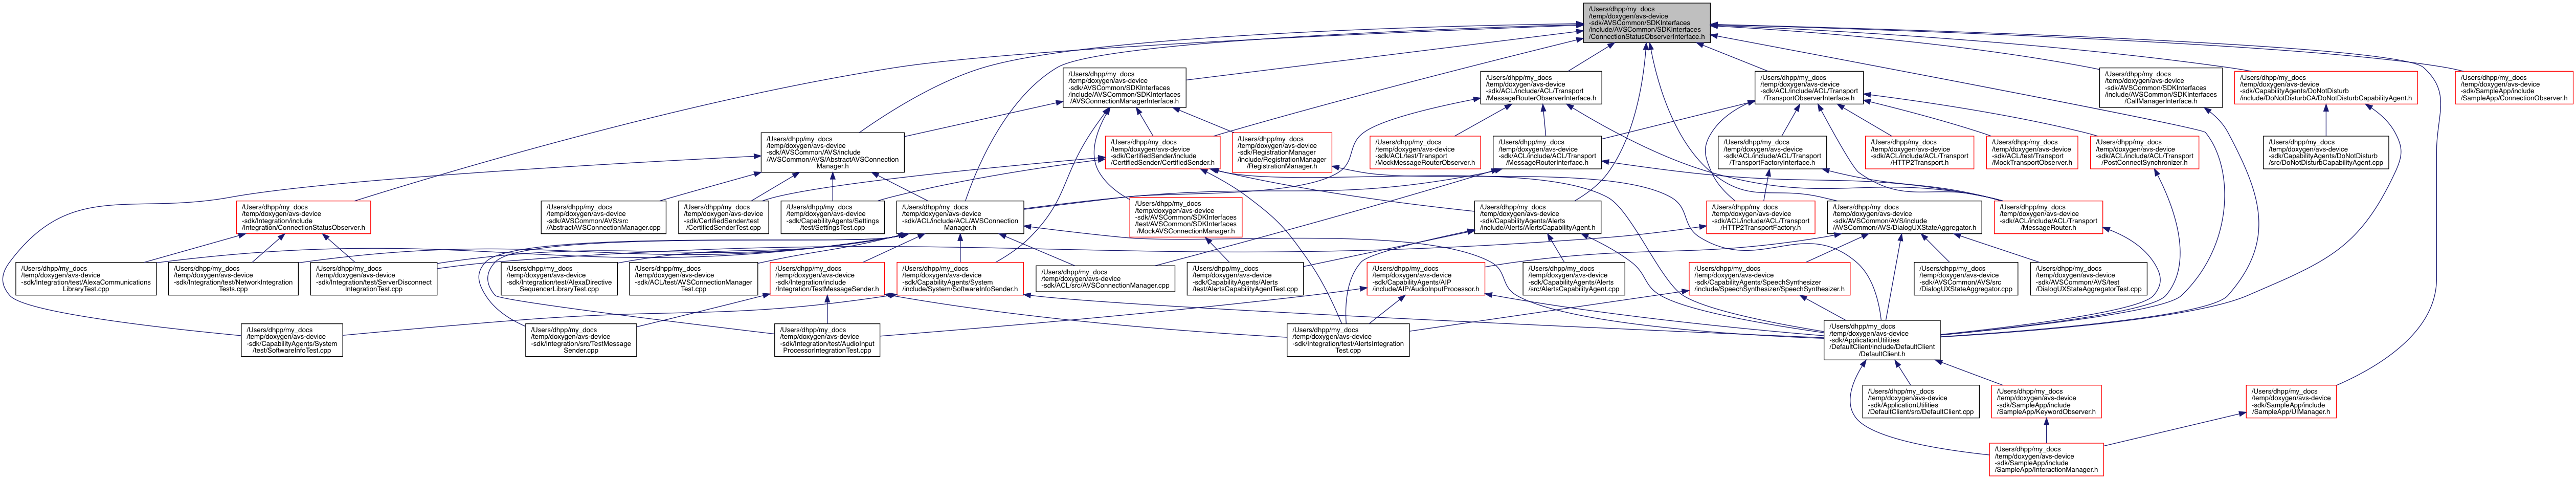 /Users/dhpp/my_docs
/temp/doxygen/avs-device
-sdk/AVSCommon/SDKInterfaces
/include/AVSCommon/SDKInterfaces
/ConnectionStatusObserverInterface.h
/Users/dhpp/my_docs
/temp/doxygen/avs-device
-sdk/AVSCommon/SDKInterfaces
/include/AVSCommon/SDKInterfaces
/AVSConnectionManagerInterface.h
/Users/dhpp/my_docs
/temp/doxygen/avs-device
-sdk/ACL/include/ACL/Transport
/MessageRouterObserverInterface.h
/Users/dhpp/my_docs
/temp/doxygen/avs-device
-sdk/ACL/include/ACL/Transport
/TransportObserverInterface.h
/Users/dhpp/my_docs
/temp/doxygen/avs-device
-sdk/AVSCommon/SDKInterfaces
/include/AVSCommon/SDKInterfaces
/CallManagerInterface.h
/Users/dhpp/my_docs
/temp/doxygen/avs-device
-sdk/CapabilityAgents/DoNotDisturb
/include/DoNotDisturbCA/DoNotDisturbCapabilityAgent.h
/Users/dhpp/my_docs
/temp/doxygen/avs-device
-sdk/SampleApp/include
/SampleApp/ConnectionObserver.h
/Users/dhpp/my_docs
/temp/doxygen/avs-device
-sdk/AVSCommon/AVS/include
/AVSCommon/AVS/AbstractAVSConnection
Manager.h
/Users/dhpp/my_docs
/temp/doxygen/avs-device
-sdk/CertifiedSender/include
/CertifiedSender/CertifiedSender.h
/Users/dhpp/my_docs
/temp/doxygen/avs-device
-sdk/RegistrationManager
/include/RegistrationManager
/RegistrationManager.h
/Users/dhpp/my_docs
/temp/doxygen/avs-device
-sdk/ACL/test/Transport
/MockMessageRouterObserver.h
/Users/dhpp/my_docs
/temp/doxygen/avs-device
-sdk/ACL/include/ACL/Transport
/MessageRouterInterface.h
/Users/dhpp/my_docs
/temp/doxygen/avs-device
-sdk/ACL/include/ACL/Transport
/TransportFactoryInterface.h
/Users/dhpp/my_docs
/temp/doxygen/avs-device
-sdk/ACL/include/ACL/Transport
/HTTP2Transport.h
/Users/dhpp/my_docs
/temp/doxygen/avs-device
-sdk/ACL/test/Transport
/MockTransportObserver.h
/Users/dhpp/my_docs
/temp/doxygen/avs-device
-sdk/ACL/include/ACL/Transport
/PostConnectSynchronizer.h
/Users/dhpp/my_docs
/temp/doxygen/avs-device
-sdk/CapabilityAgents/DoNotDisturb
/src/DoNotDisturbCapabilityAgent.cpp
/Users/dhpp/my_docs
/temp/doxygen/avs-device
-sdk/Integration/include
/Integration/ConnectionStatusObserver.h
/Users/dhpp/my_docs
/temp/doxygen/avs-device
-sdk/AVSCommon/AVS/src
/AbstractAVSConnectionManager.cpp
/Users/dhpp/my_docs
/temp/doxygen/avs-device
-sdk/CertifiedSender/test
/CertifiedSenderTest.cpp
/Users/dhpp/my_docs
/temp/doxygen/avs-device
-sdk/CapabilityAgents/Settings
/test/SettingsTest.cpp
/Users/dhpp/my_docs
/temp/doxygen/avs-device
-sdk/ACL/include/ACL/AVSConnection
Manager.h
/Users/dhpp/my_docs
/temp/doxygen/avs-device
-sdk/AVSCommon/SDKInterfaces
/test/AVSCommon/SDKInterfaces
/MockAVSConnectionManager.h
/Users/dhpp/my_docs
/temp/doxygen/avs-device
-sdk/CapabilityAgents/Alerts
/include/Alerts/AlertsCapabilityAgent.h
/Users/dhpp/my_docs
/temp/doxygen/avs-device
-sdk/ACL/include/ACL/Transport
/HTTP2TransportFactory.h
/Users/dhpp/my_docs
/temp/doxygen/avs-device
-sdk/AVSCommon/AVS/include
/AVSCommon/AVS/DialogUXStateAggregator.h
/Users/dhpp/my_docs
/temp/doxygen/avs-device
-sdk/ACL/include/ACL/Transport
/MessageRouter.h
/Users/dhpp/my_docs
/temp/doxygen/avs-device
-sdk/Integration/test/AlexaCommunications
LibraryTest.cpp
/Users/dhpp/my_docs
/temp/doxygen/avs-device
-sdk/Integration/test/NetworkIntegration
Tests.cpp
/Users/dhpp/my_docs
/temp/doxygen/avs-device
-sdk/Integration/test/ServerDisconnect
IntegrationTest.cpp
/Users/dhpp/my_docs
/temp/doxygen/avs-device
-sdk/Integration/test/AlexaDirective
SequencerLibraryTest.cpp
/Users/dhpp/my_docs
/temp/doxygen/avs-device
-sdk/ACL/test/AVSConnectionManager
Test.cpp
/Users/dhpp/my_docs
/temp/doxygen/avs-device
-sdk/Integration/include
/Integration/TestMessageSender.h
/Users/dhpp/my_docs
/temp/doxygen/avs-device
-sdk/CapabilityAgents/System
/include/System/SoftwareInfoSender.h
/Users/dhpp/my_docs
/temp/doxygen/avs-device
-sdk/ACL/src/AVSConnectionManager.cpp
/Users/dhpp/my_docs
/temp/doxygen/avs-device
-sdk/CapabilityAgents/Alerts
/test/AlertsCapabilityAgentTest.cpp
/Users/dhpp/my_docs
/temp/doxygen/avs-device
-sdk/CapabilityAgents/AIP
/include/AIP/AudioInputProcessor.h
/Users/dhpp/my_docs
/temp/doxygen/avs-device
-sdk/CapabilityAgents/Alerts
/src/AlertsCapabilityAgent.cpp
/Users/dhpp/my_docs
/temp/doxygen/avs-device
-sdk/CapabilityAgents/SpeechSynthesizer
/include/SpeechSynthesizer/SpeechSynthesizer.h
/Users/dhpp/my_docs
/temp/doxygen/avs-device
-sdk/AVSCommon/AVS/src
/DialogUXStateAggregator.cpp
/Users/dhpp/my_docs
/temp/doxygen/avs-device
-sdk/AVSCommon/AVS/test
/DialogUXStateAggregatorTest.cpp
/Users/dhpp/my_docs
/temp/doxygen/avs-device
-sdk/CapabilityAgents/System
/test/SoftwareInfoTest.cpp
/Users/dhpp/my_docs
/temp/doxygen/avs-device
-sdk/Integration/src/TestMessage
Sender.cpp
/Users/dhpp/my_docs
/temp/doxygen/avs-device
-sdk/Integration/test/AudioInput
ProcessorIntegrationTest.cpp
/Users/dhpp/my_docs
/temp/doxygen/avs-device
-sdk/Integration/test/AlertsIntegration
Test.cpp
/Users/dhpp/my_docs
/temp/doxygen/avs-device
-sdk/ApplicationUtilities
/DefaultClient/include/DefaultClient
/DefaultClient.h
/Users/dhpp/my_docs
/temp/doxygen/avs-device
-sdk/ApplicationUtilities
/DefaultClient/src/DefaultClient.cpp
/Users/dhpp/my_docs
/temp/doxygen/avs-device
-sdk/SampleApp/include
/SampleApp/KeywordObserver.h
/Users/dhpp/my_docs
/temp/doxygen/avs-device
-sdk/SampleApp/include
/SampleApp/UIManager.h
/Users/dhpp/my_docs
/temp/doxygen/avs-device
-sdk/SampleApp/include
/SampleApp/InteractionManager.h